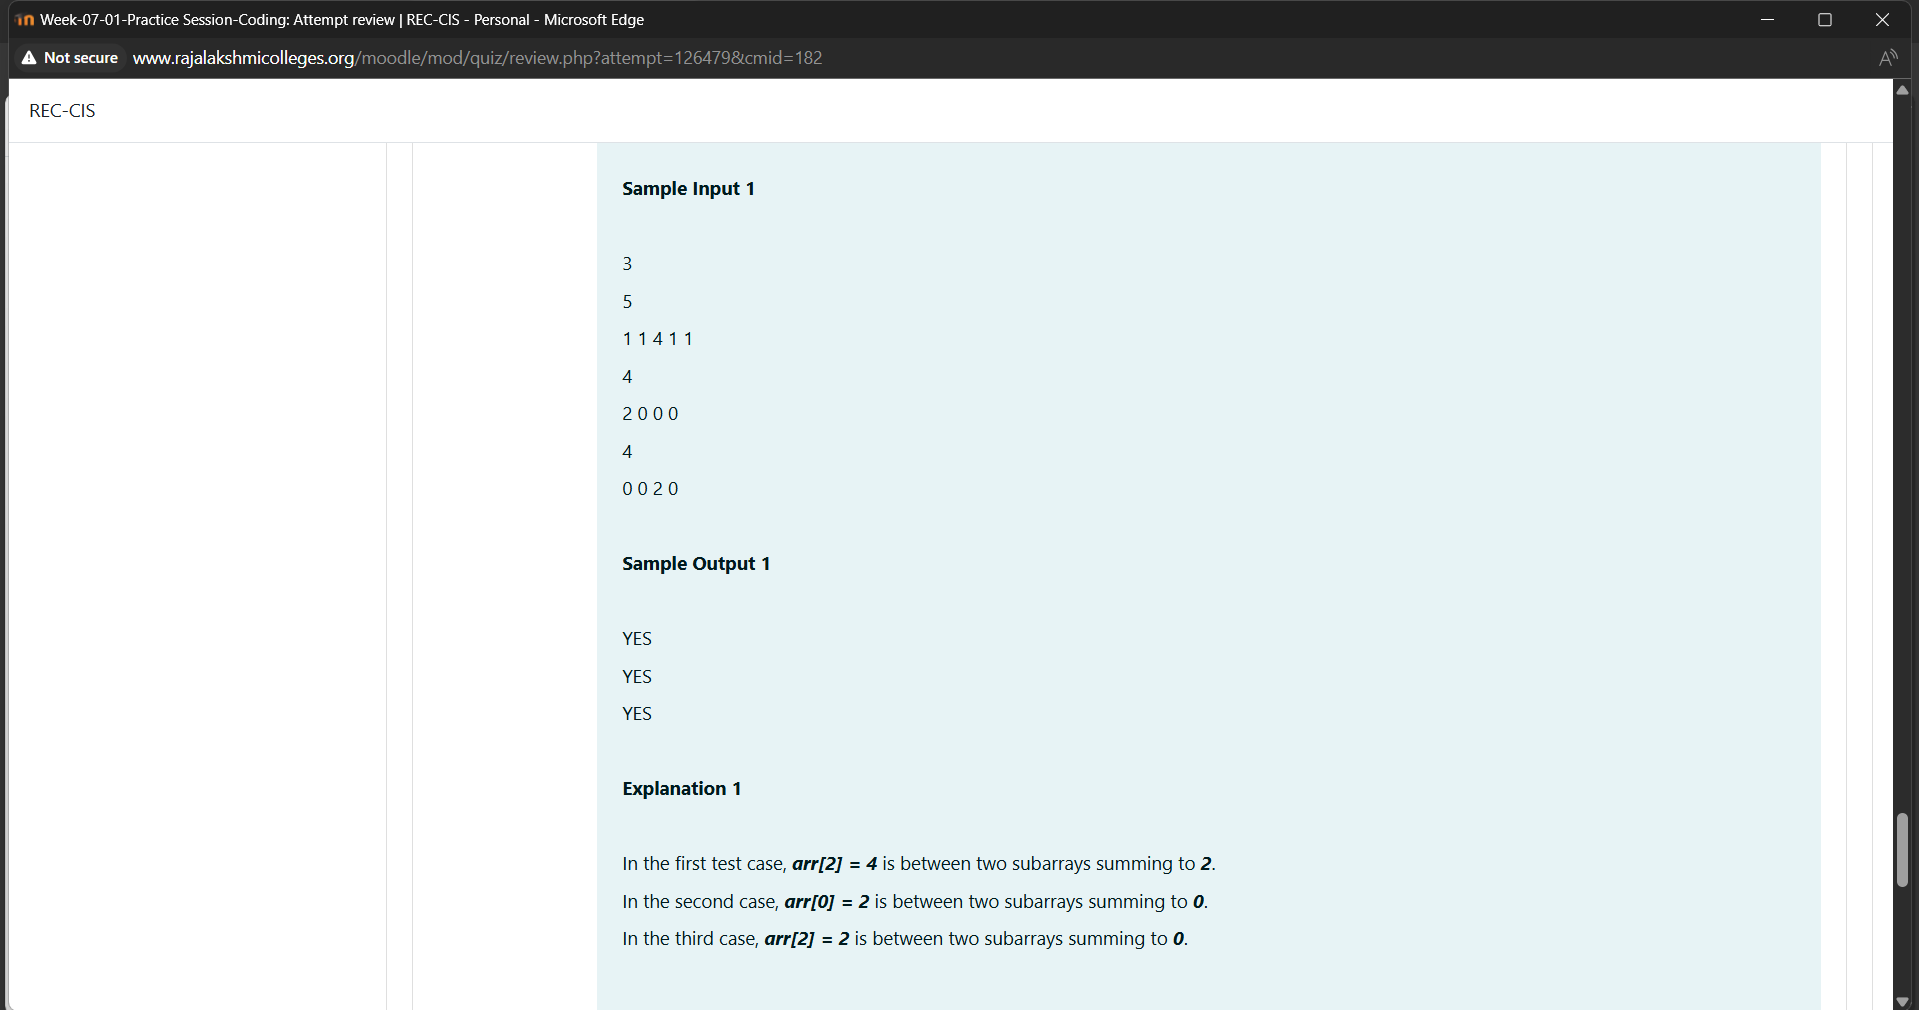 Week-07-01-Practice Session-Coding: Attempt review | REC-CIS - Personal - Microsoft Edge
Not secure www.rajalakshmicolleges.org/moodle/mod/quiz/review.php?attempt=126479&cmid=182
REC-CIS
Sample Input 1
3
5
1 1 4 1 1
4
2 0 0 0
4
0 0 2 0
Sample Output 1
YES
YES
YES
Explanation 1
In the first test case, arr[2] = 4 is between two subarrays summing to 2.
In the second case, arr[0] = 2 is between two subarrays summing to 0.
In the third case, arr[2] = 2 is between two subarrays summing to 0.